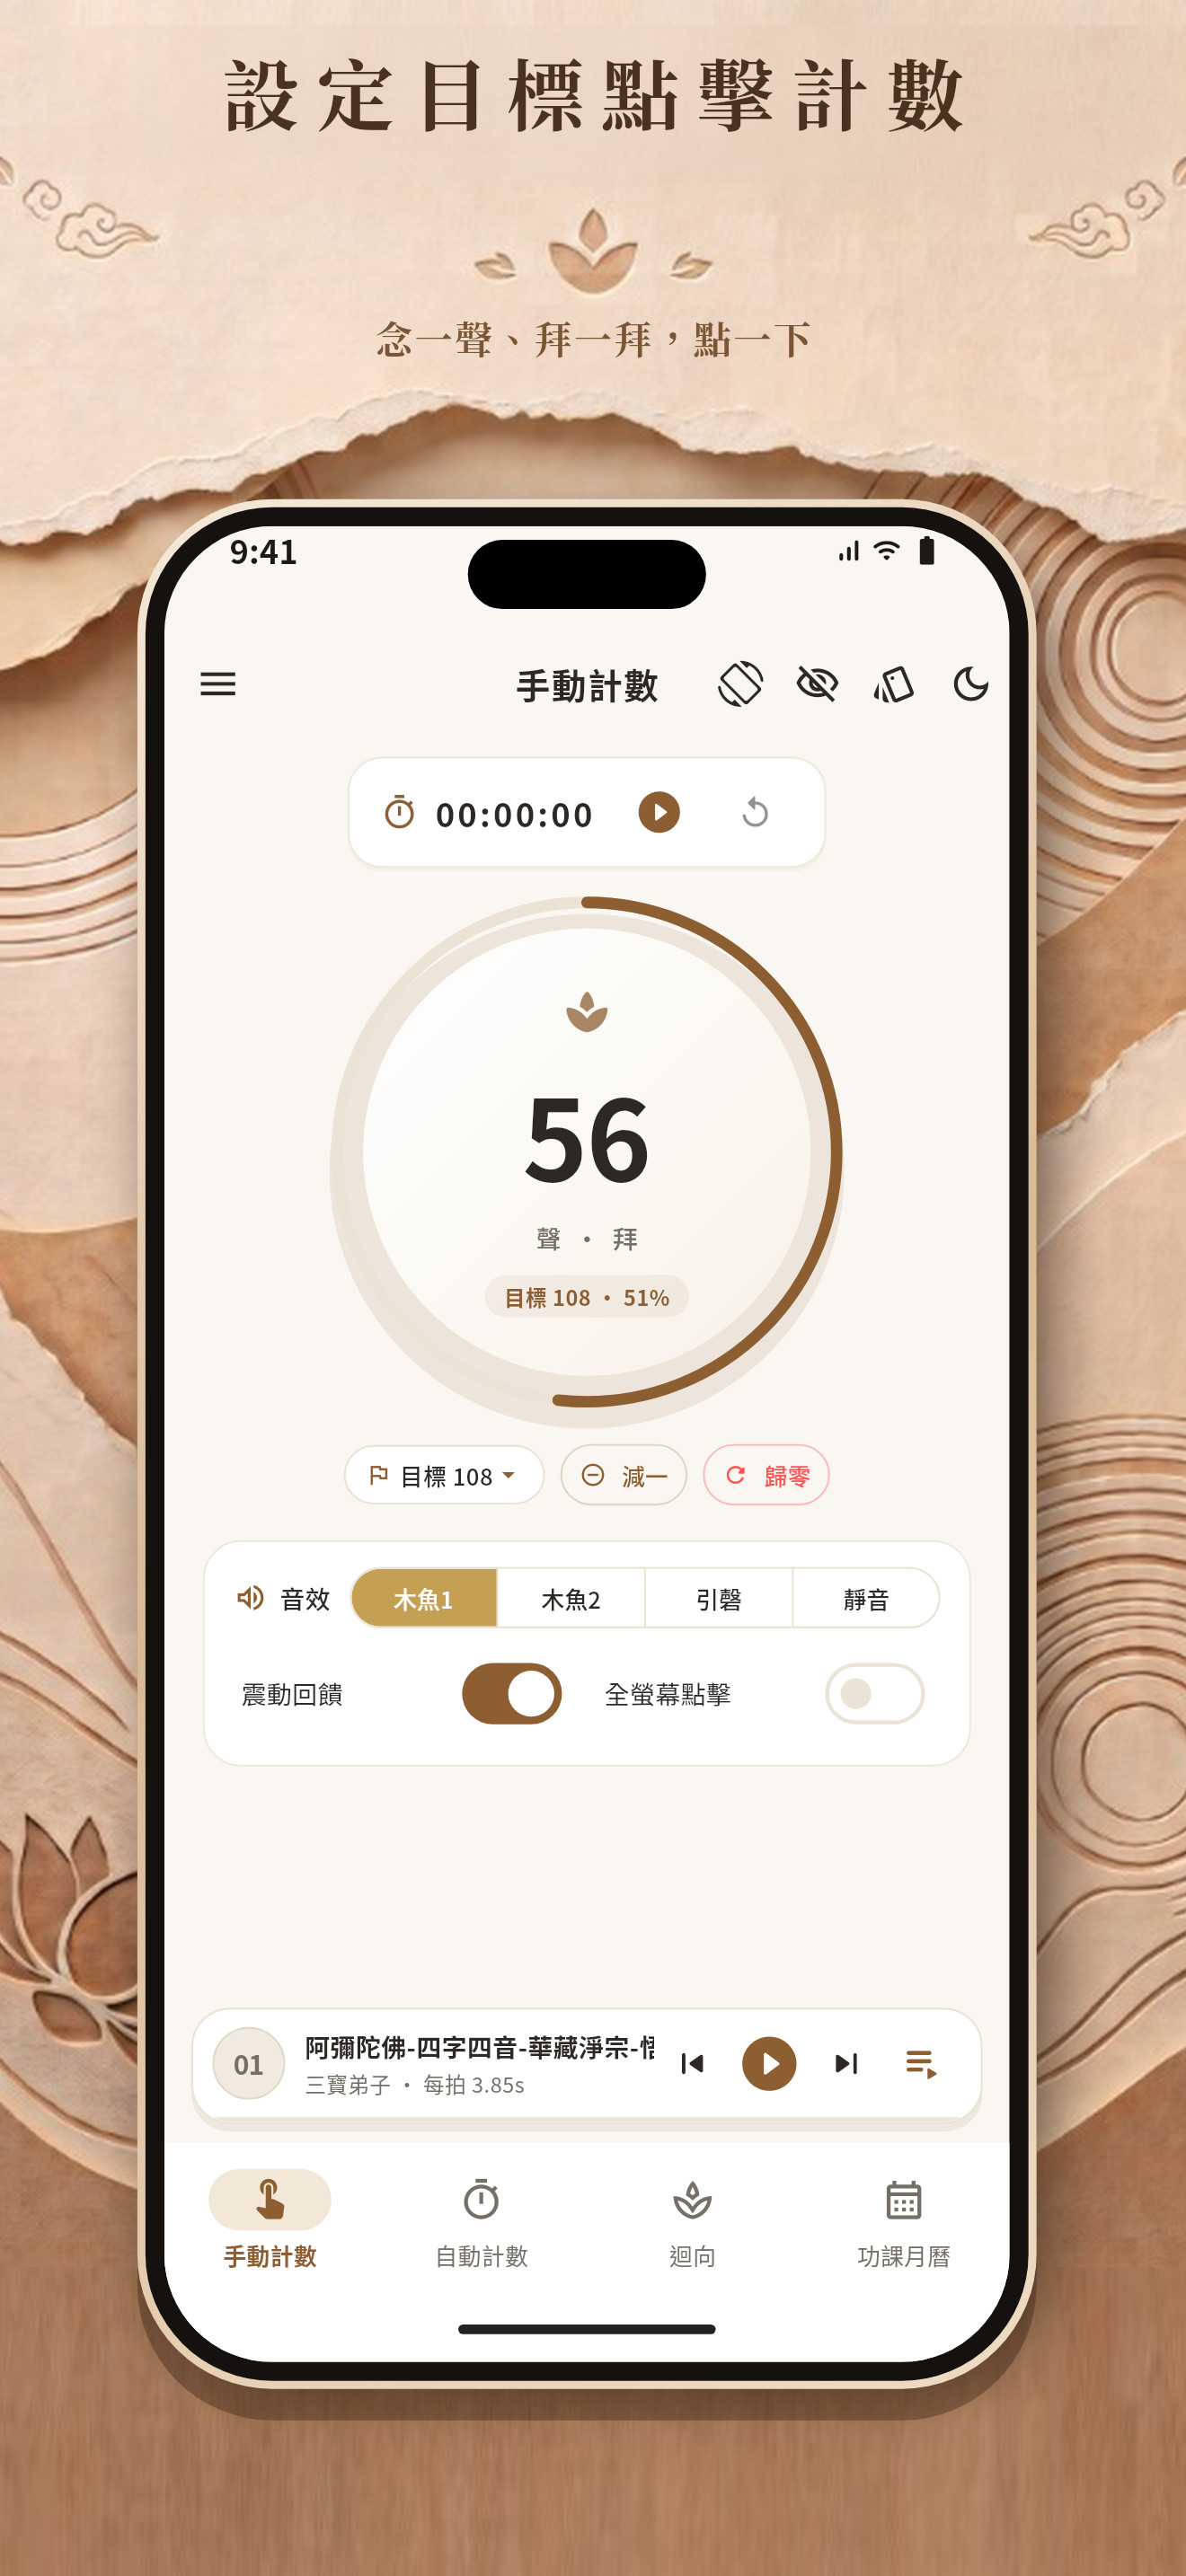 設定目標點擊計數
念一聲、拜一拜，點一下
9:41
手動計數
00:00:00
56
聲 · 拜
目標 108 · 51%
目標 108
減一
歸零
音效
木魚1
木魚2
引磬
靜音
震動回饋
全螢幕點擊
01
阿彌陀佛-四字四音-華藏淨宗-
三寶弟子 · 每拍 3.85s
手動計數
自動計數
迴向
功課月曆